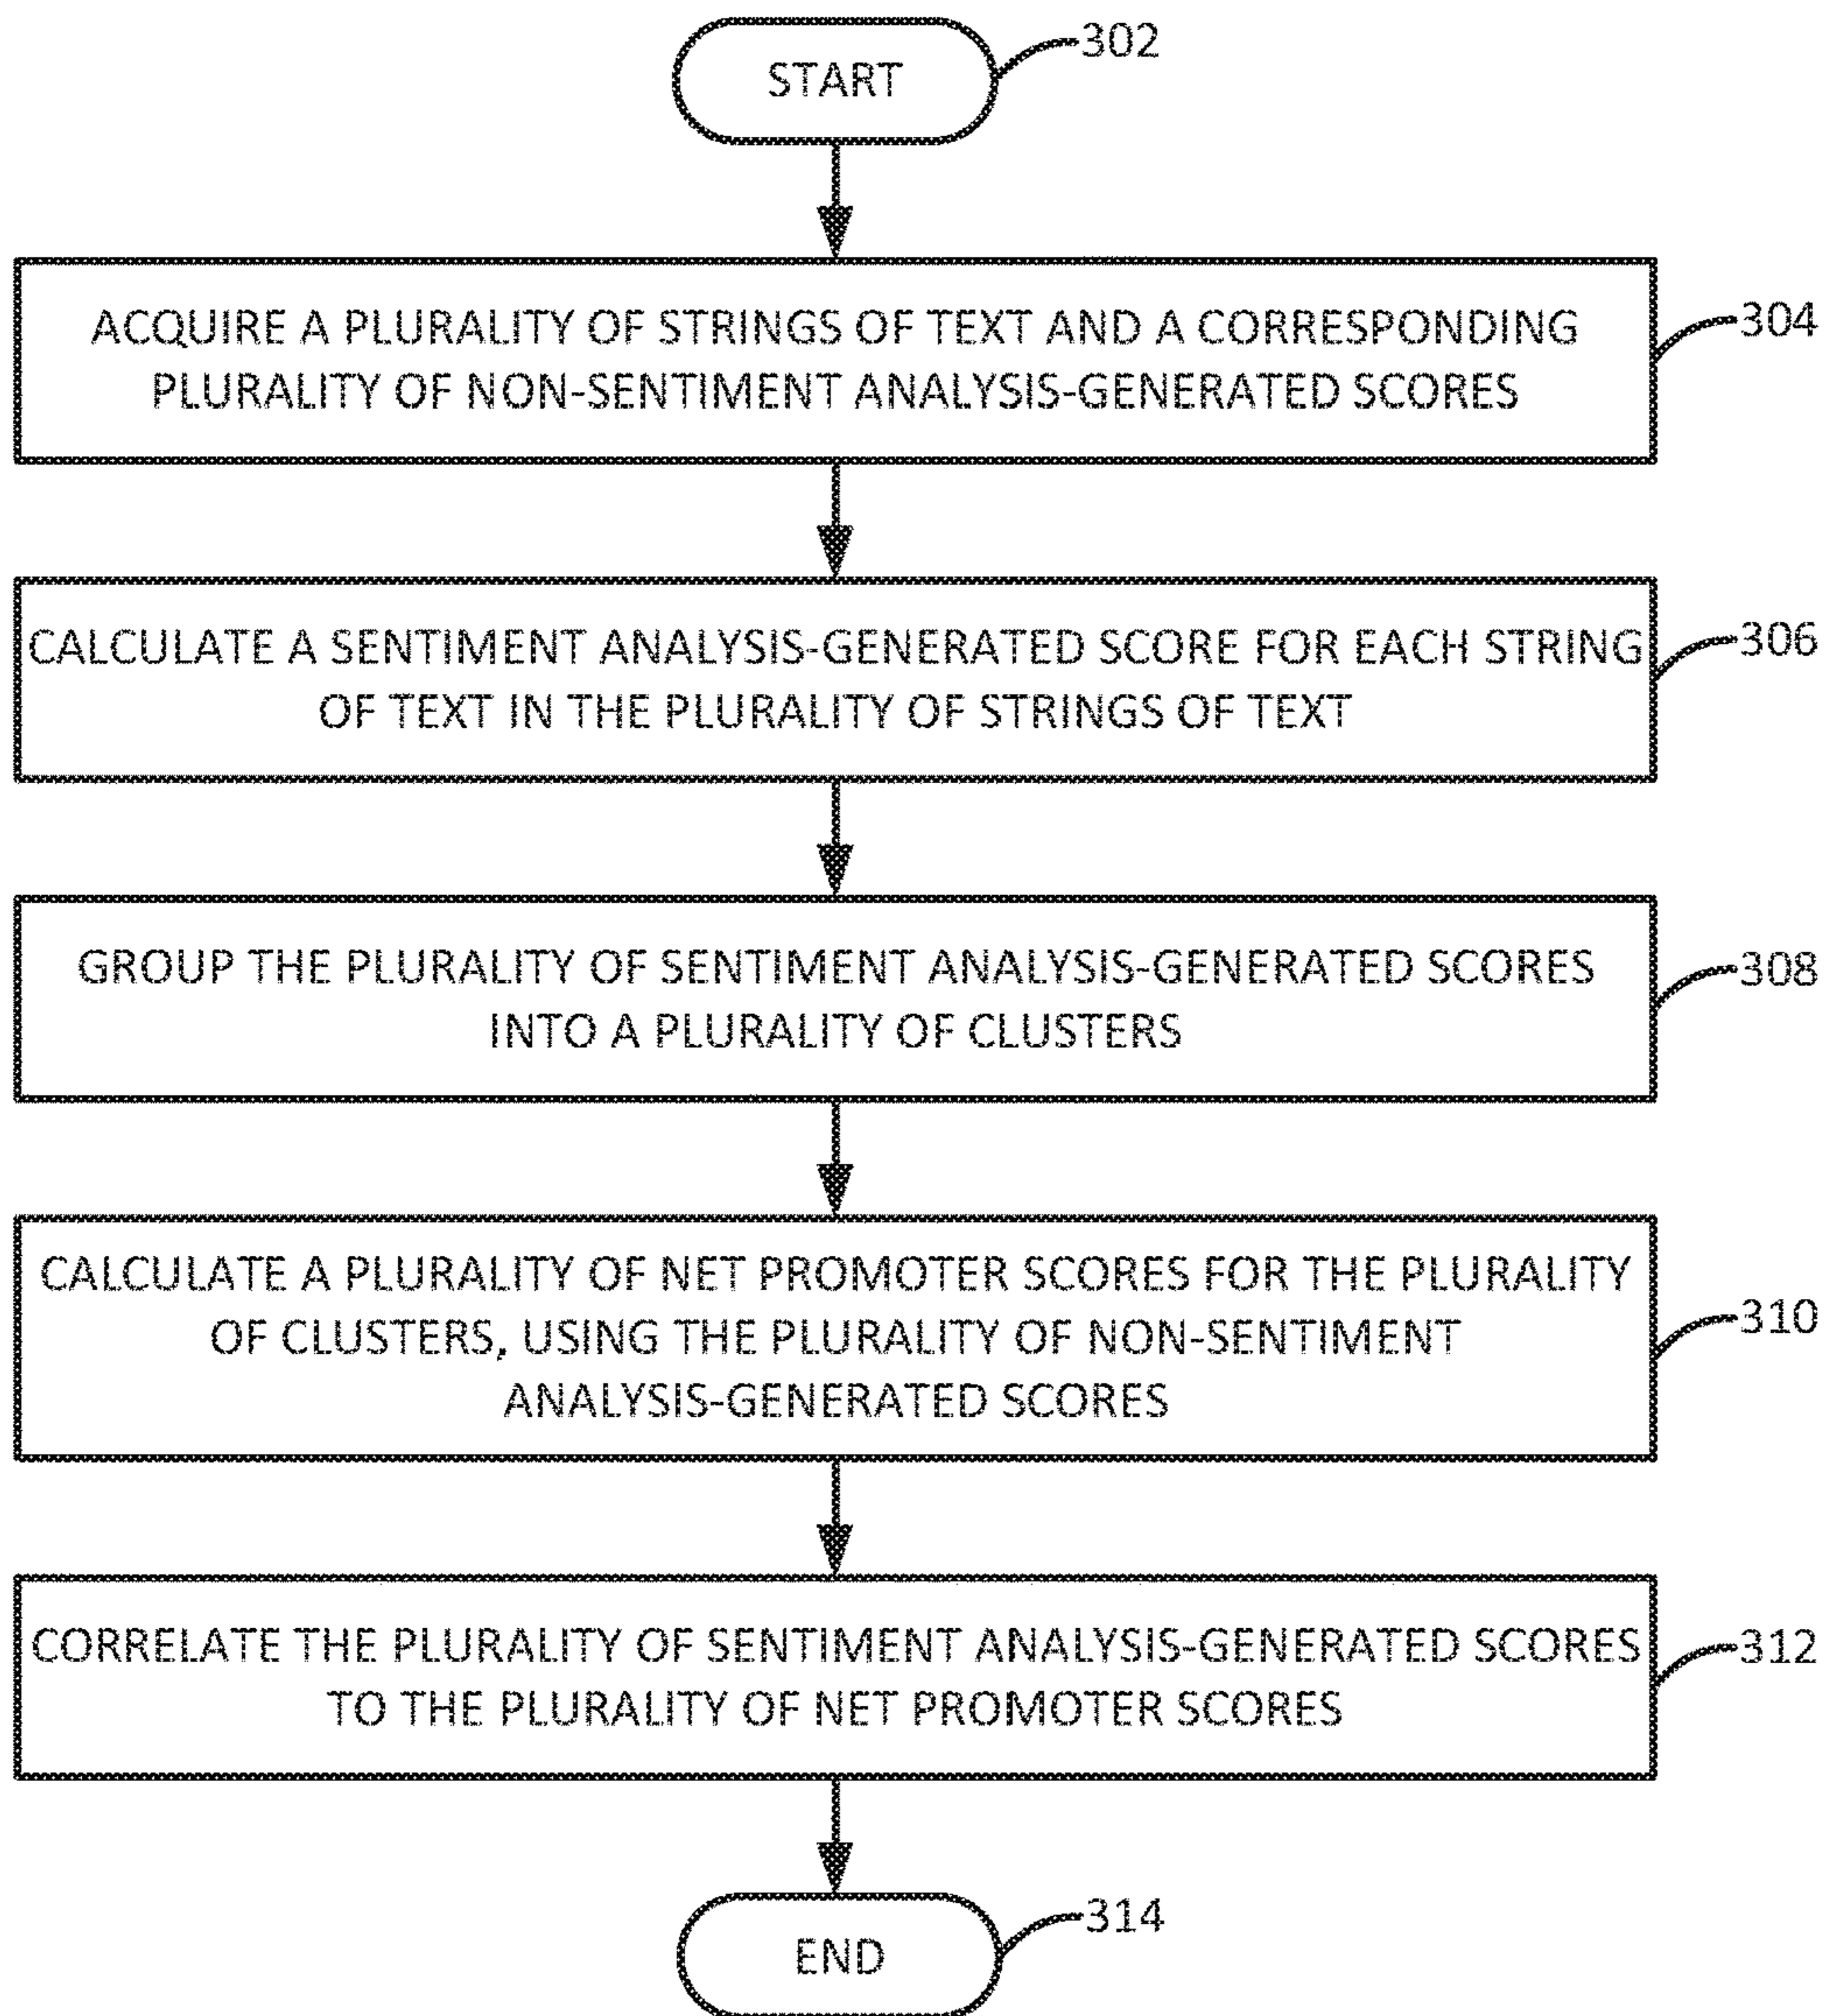 START
302
ACQUIRE A PLURALITY OF STRINGS OF TEXT AND A CORRESPONDING
PLURALITY OF NON-SENTIMENT ANALYSIS-GENERATED SCORES
304
CALCULATE A SENTIMENT ANALYSIS-GENERATED SCORE FOR EACH STRING
OF TEXT IN THE PLURALITY OF STRINGS OF TEXT
306
GROUP THE PLURALITY OF SENTIMENT ANALYSIS-GENERATED SCORES
INTO A PLURALITY OF CLUSTERS
308
CALCULATE A PLURALITY OF NET PROMOTER SCORES FOR THE PLURALITY
OF CLUSTERS, USING THE PLURALITY OF NON-SENTIMENT
ANALYSIS-GENERATED SCORES
310
CORRELATE THE PLURALITY OF SENTIMENT ANALYSIS-GENERATED SCORES
TO THE PLURALITY OF NET PROMOTER SCORES
312
END
314